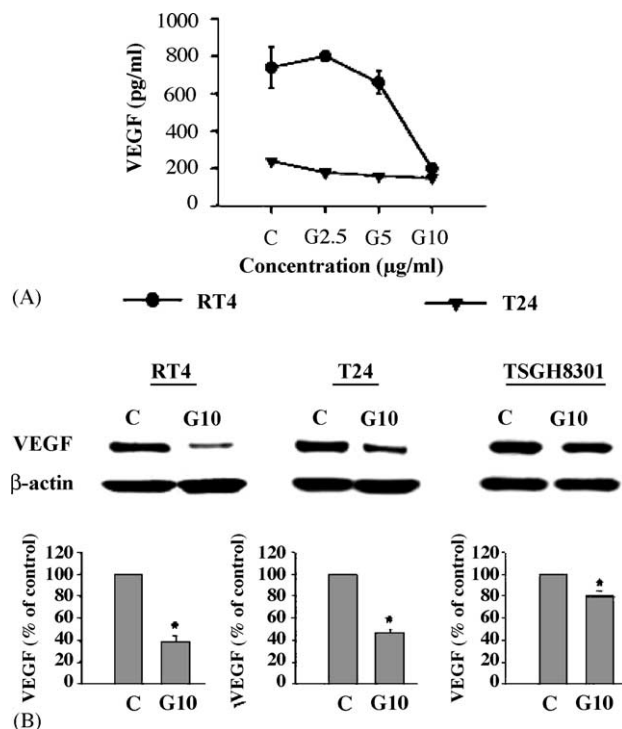 1000
800
600
400
200
0
VEGF (pg/ml)
C G2.5 G5 G10
Concentration (μg/ml)
(A) RT4 T24
RT4 T24 TSGH8301
C G10 C G10 C G10
VEGF
β-actin
120
100
80
60
40
20
0
VEGF (% of control)
*
C G10
120
100
80
60
40
20
0
VEGF (% of control)
*
C G10
120
100
80
60
40
20
0
VEGF (% of control)
*
C G10
(B)